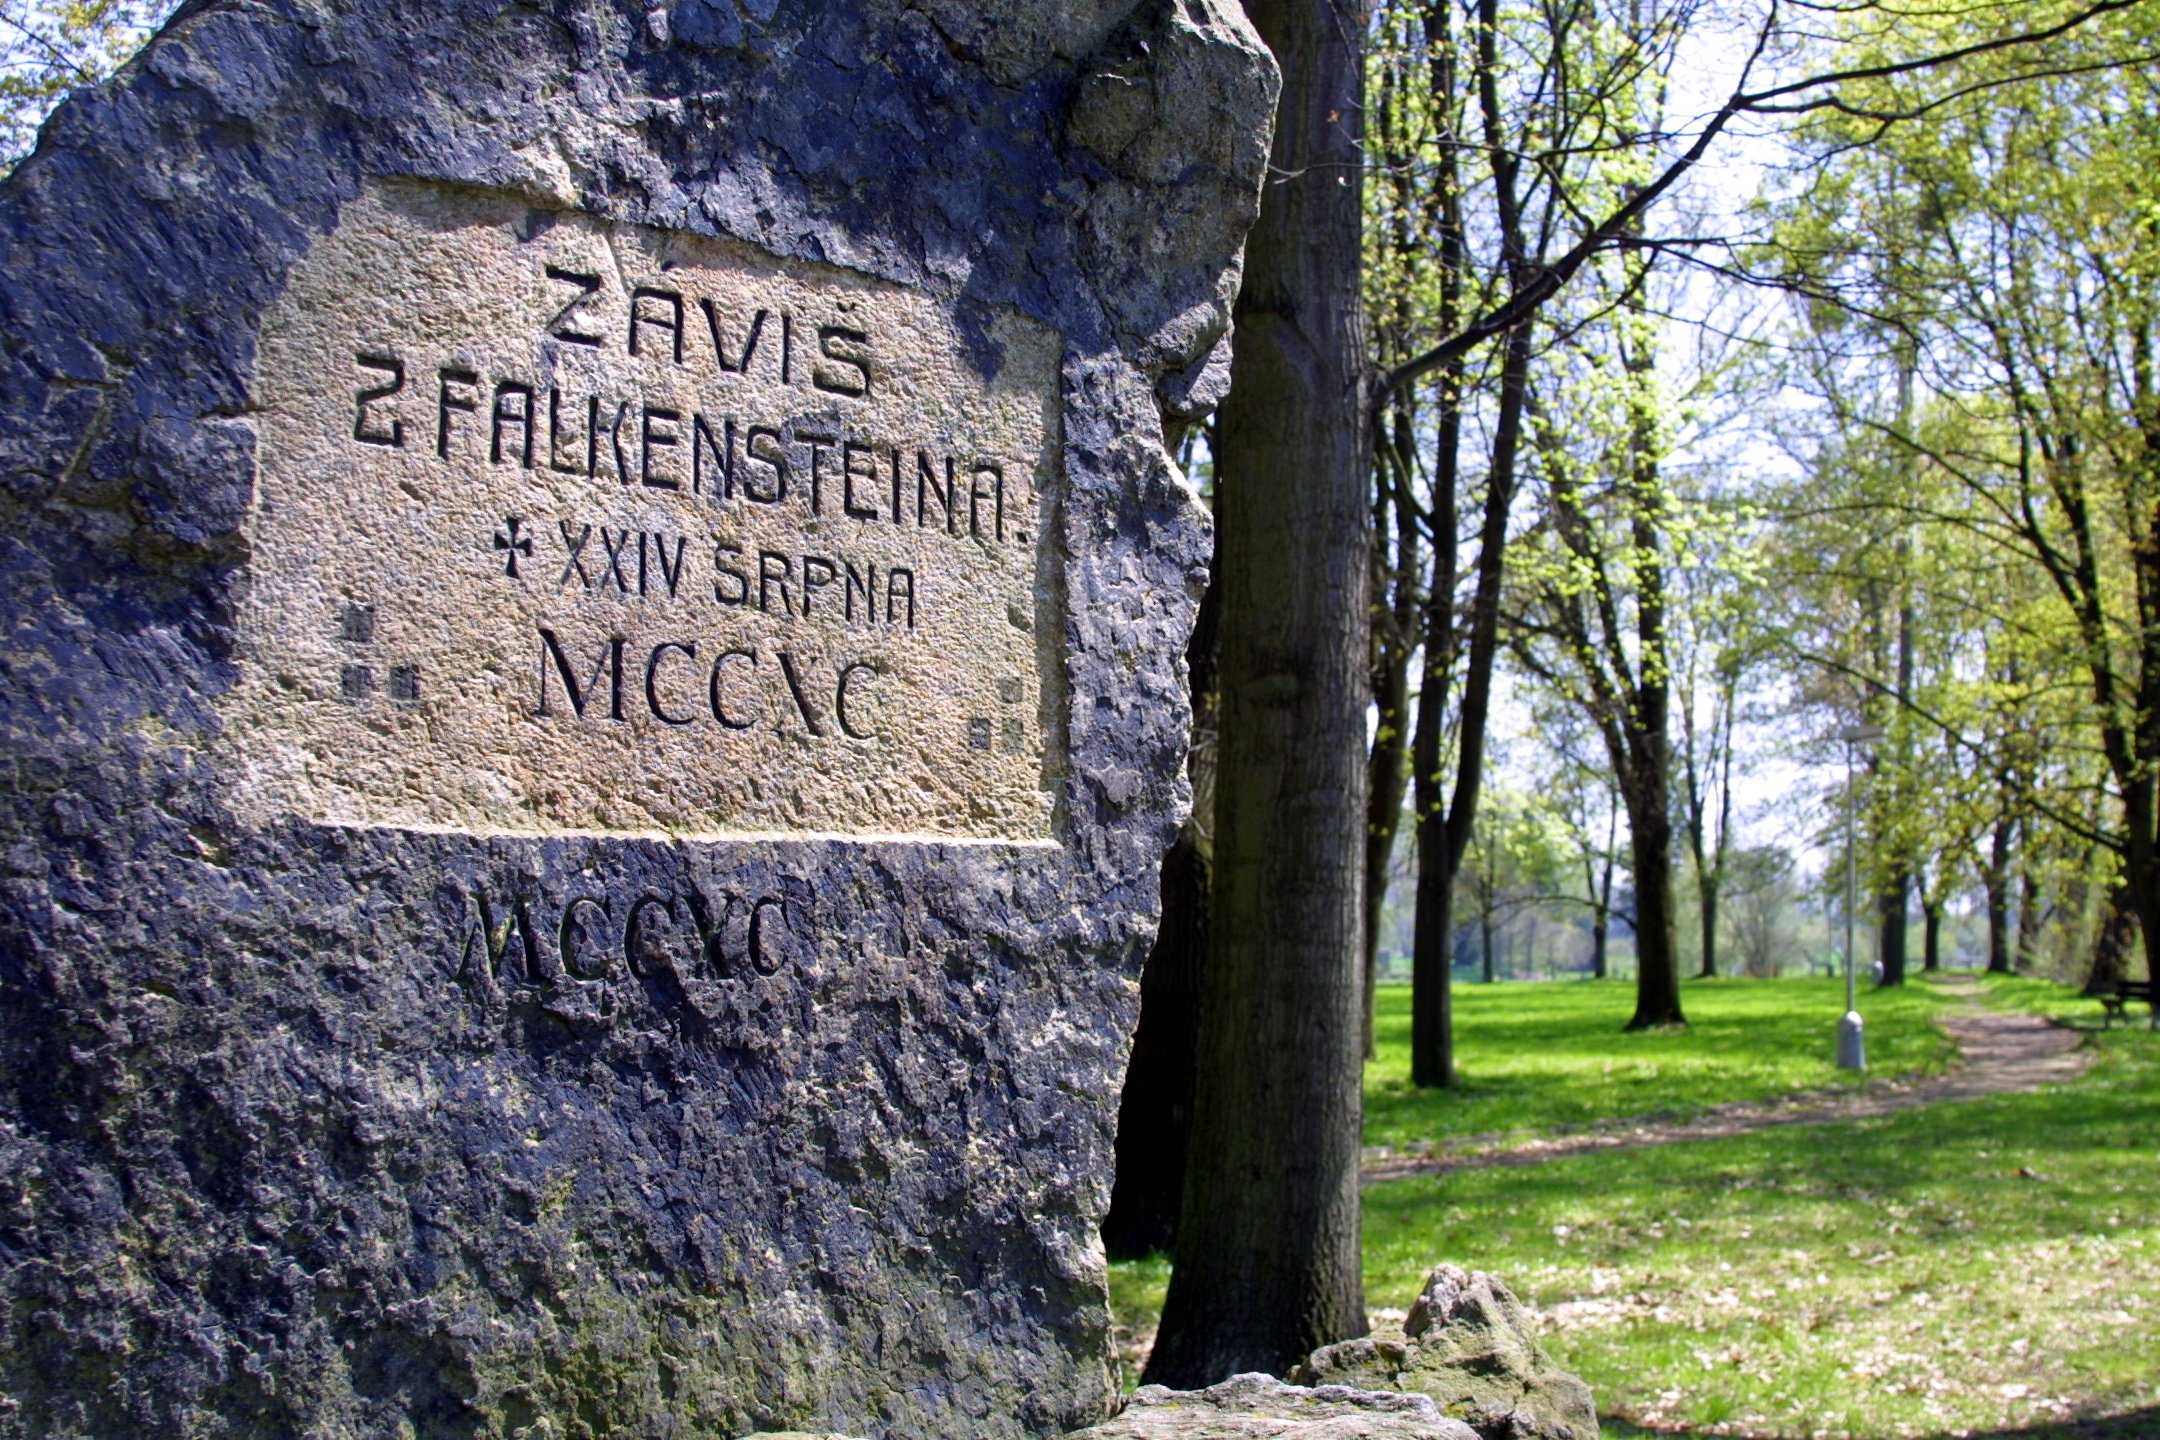 ZÁVIŠ
Z FALKENSTEINA.
✠ XXIV SRPNA
MCCXC
MCCXC